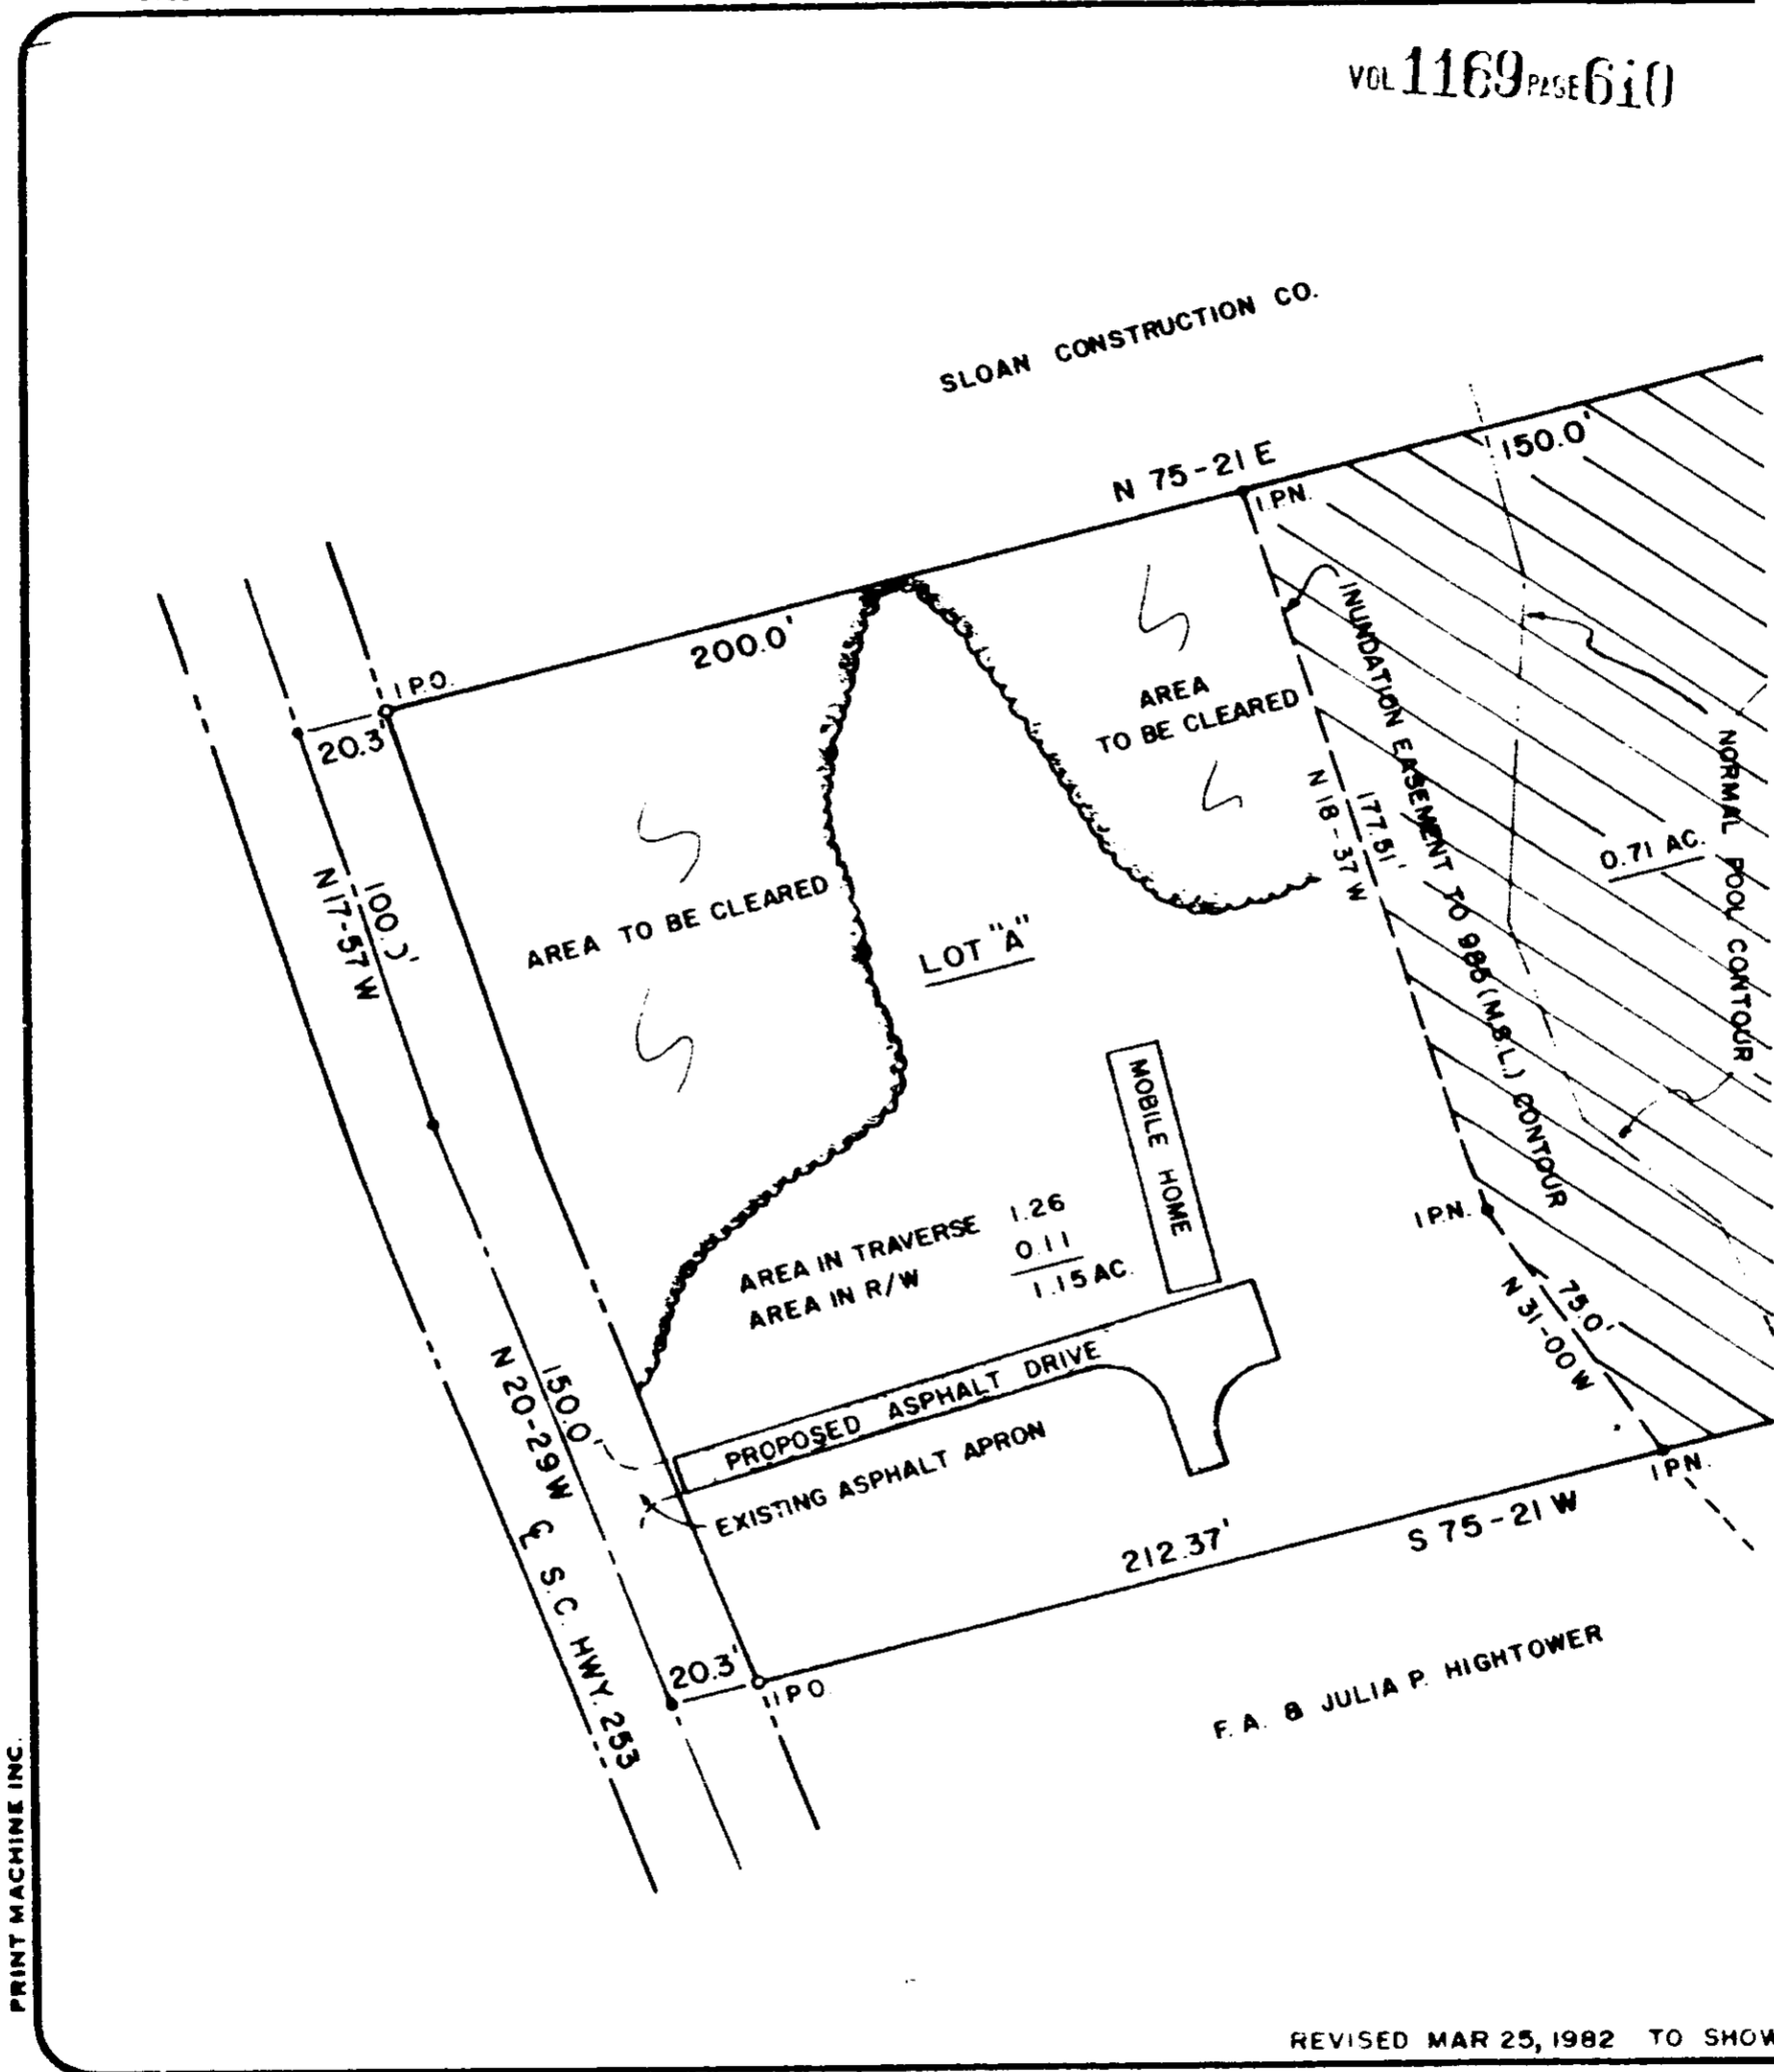 VOL 1169 PAGE 610
SLOAN CONSTRUCTION CO.
N 75-21 E
150.0'
I.P.N.
200.0'
I.P.O.
20.3'
AREA
TO BE CLEARED
INUNDATION EASEMENT TO 985 (M.S.L.) CONTOUR
177.51'
N 18-37 W
0.71 AC.
NORMAL POOL CONTOUR
N 17-57 W
AREA TO BE CLEARED
LOT "A"
MOBILE HOME
AREA IN TRAVERSE 1.26
AREA IN R/W 0.11
1.15 AC.
I.P.N.
75.0'
N 31-00 W
150.0'
N 20-29 W
℄ S.C. HWY. 253
PROPOSED ASPHALT DRIVE
EXISTING ASPHALT APRON
212.37'
S 75-21 W
I.P.N.
20.3'
F. A. & JULIA P. HIGHTOWER
PRINT MACHINE INC.
REVISED MAR 25, 1982 TO SHOW